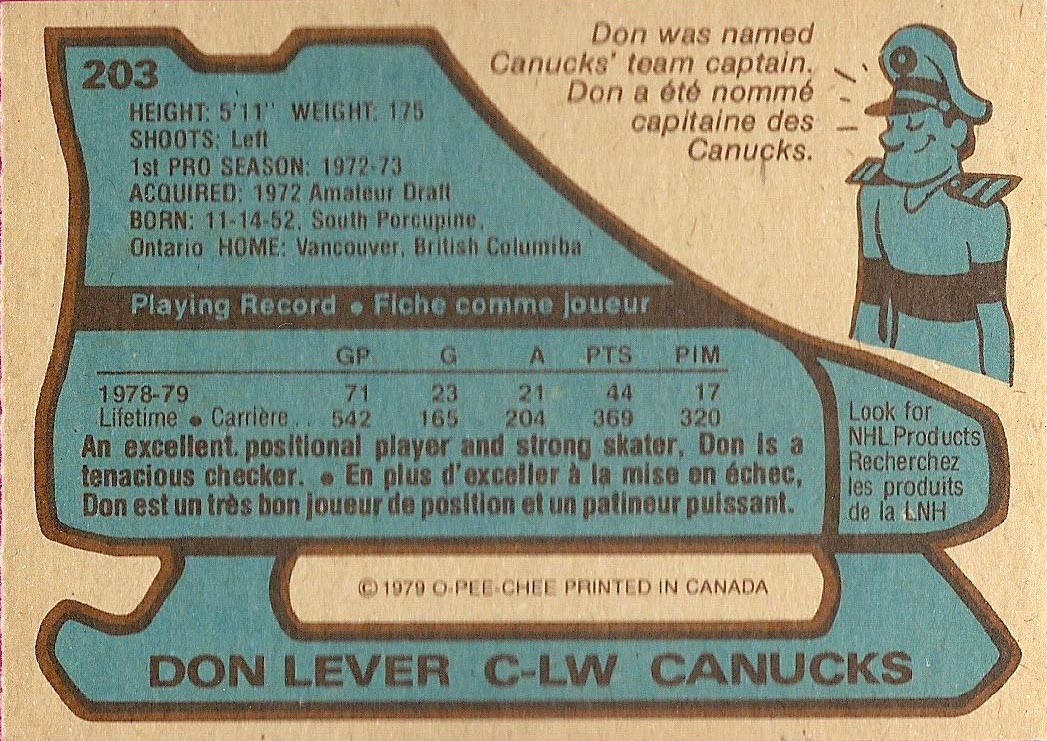 203
HEIGHT: 5'11" WEIGHT: 175
SHOOTS: Left
1st PRO SEASON: 1972-73
ACQUIRED: 1972 Amateur Draft
BORN: 11-14-52, South Porcupine,
Ontario HOME: Vancouver, British Columiba
Don was named
Canucks' team captain.
Don a été nommé
capitaine des
Canucks.
Playing Record • Fiche comme joueur
GP G A PTS PIM
1978-79 71 23 21 44 17
Lifetime • Carrière.. 542 165 204 369 320
An excellent positional player and strong skater, Don is a
tenacious checker. • En plus d'exceller à la mise en échec,
Don est un très bon joueur de position et un patineur puissant.
Look for
NHL Products
Recherchez
les produits
de la LNH
© 1979 O-PEE-CHEE PRINTED IN CANADA
DON LEVER C-LW CANUCKS